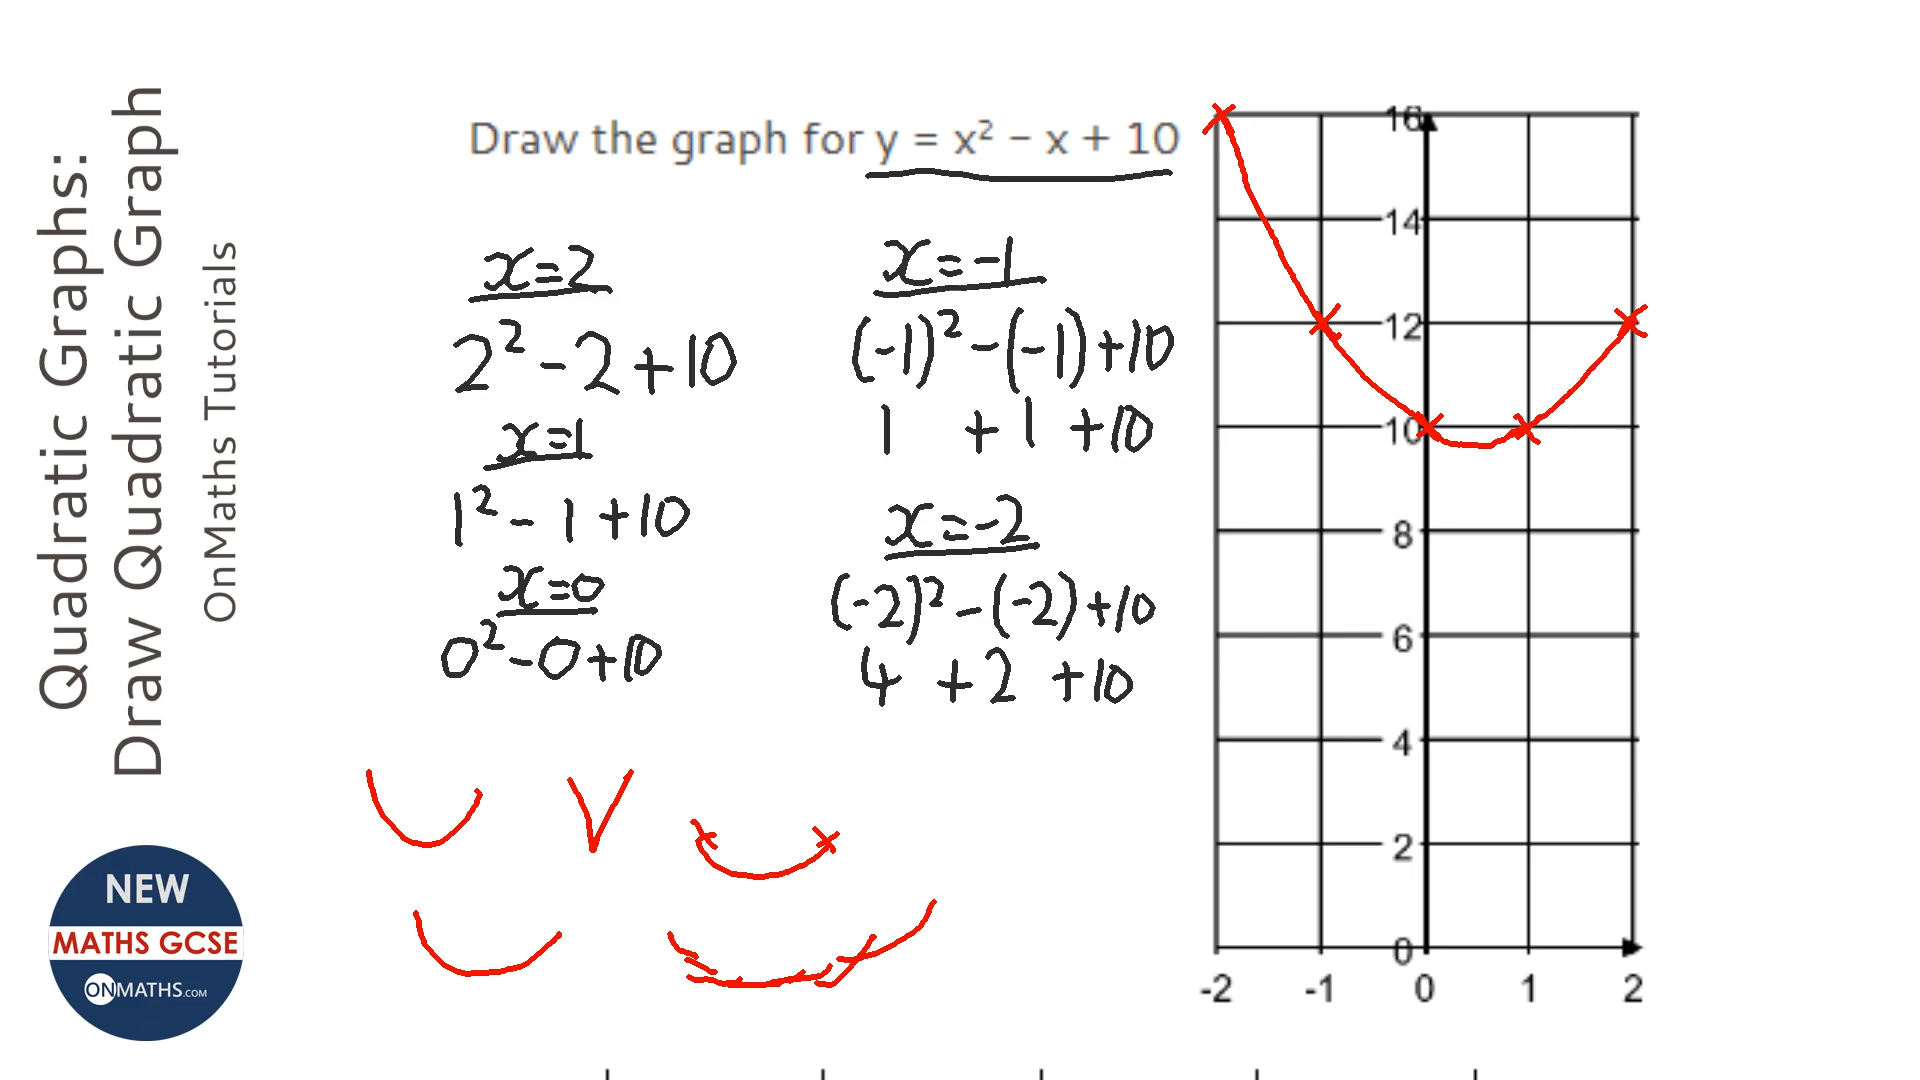 Quadratic Graphs:
Draw Quadratic Graph
OnMaths Tutorials
Draw the graph for y = x² − x + 10
x=2
2² - 2 + 10
x=1
1² - 1 + 10
x=0
0² - 0 + 10
x=-1
(-1)² - (-1) + 10
1 + 1 + 10
x=-2
(-2)² - (-2) + 10
4 + 2 + 10
16
14
12
10
8
6
4
2
0
-2 -1 0 1 2
NEW
MATHS GCSE
ONMATHS.COM